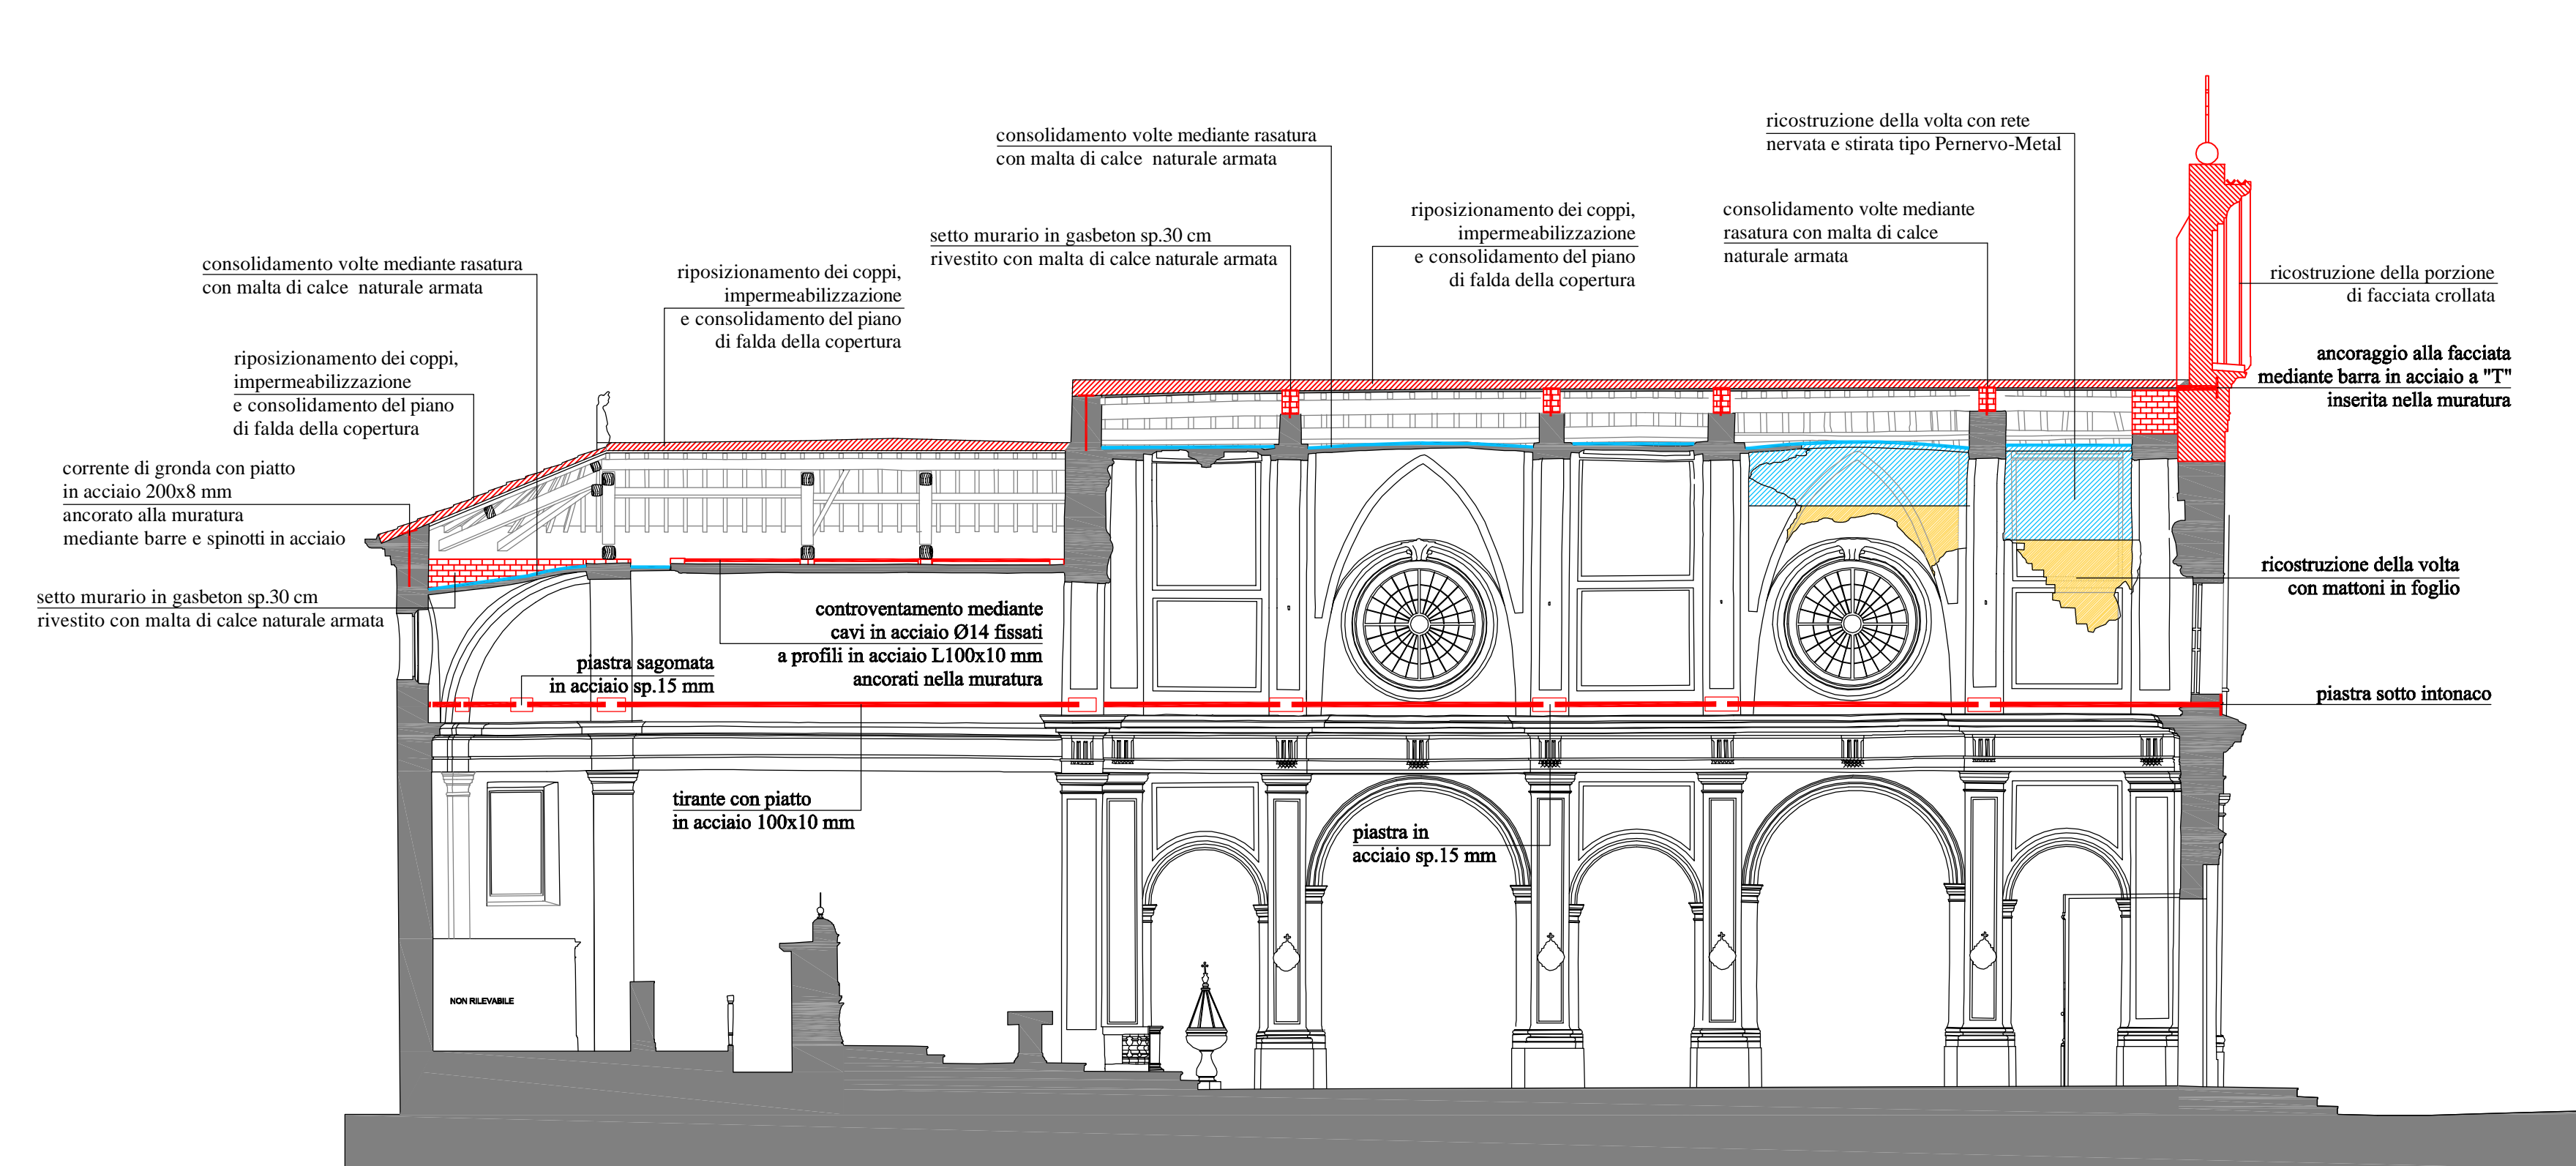 ricostruzione della volta con rete
nervata e stirata tipo Pernervo-Metal
consolidamento volte mediante rasatura
con malta di calce naturale armata
riposizionamento dei coppi,
impermeabilizzazione
e consolidamento del piano
di falda della copertura
consolidamento volte mediante
rasatura con malta di calce
naturale armata
setto murario in gasbeton sp.30 cm
rivestito con malta di calce naturale armata
consolidamento volte mediante rasatura
con malta di calce naturale armata
riposizionamento dei coppi,
impermeabilizzazione
e consolidamento del piano
di falda della copertura
ricostruzione della porzione
di facciata crollata
ancoraggio alla facciata
mediante barra in acciaio a "T"
inserita nella muratura
riposizionamento dei coppi,
impermeabilizzazione
e consolidamento del piano
di falda della copertura
corrente di gronda con piatto
in acciaio 200x8 mm
ancorato alla muratura
mediante barre e spinotti in acciaio
setto murario in gasbeton sp.30 cm
rivestito con malta di calce naturale armata
controventamento mediante
cavi in acciaio Ø14 fissati
a profili in acciaio L100x10 mm
ancorati nella muratura
ricostruzione della volta
con mattoni in foglio
piastra sagomata
in acciaio sp.15 mm
piastra sotto intonaco
tirante con piatto
in acciaio 100x10 mm
piastra in
acciaio sp.15 mm
NON RILEVABILE